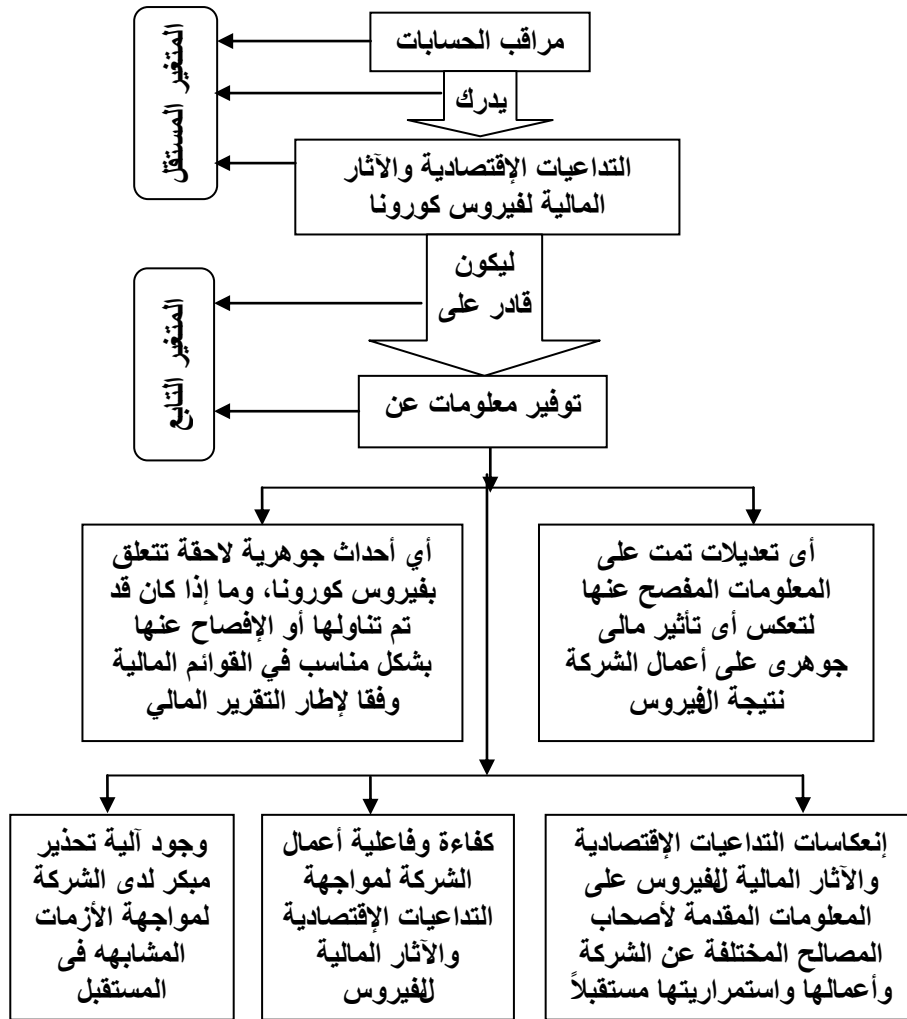 مراقب الحسابات
المتغير المستقل
يدرك
التداعيات الإقتصادية والآثار
المالية لفيروس كورونا
ليكون
قادر على
المتغير التابع
توفير معلومات عن
أى تعديلات تمت على
المعلومات المفصح عنها
لتعكس أى تأثير مالى
جوهرى على أعمال الشركة
نتيجة الفيروس
أي أحداث جوهرية لاحقة تتعلق
بفيروس كورونا، وما إذا كان قد
تم تناولها أو الإفصاح عنها
بشكل مناسب في القوائم المالية
وفقا لإطار التقرير المالي
إنعكاسات التداعيات الإقتصادية
والآثار المالية للفيروس على
المعلومات المقدمة لأصحاب
المصالح المختلفة عن الشركة
وأعمالها واستمراريتها مستقبلاً
كفاءة وفاعلية أعمال
الشركة لمواجهة
التداعيات الإقتصادية
والآثار المالية
للفيروس
وجود آلية تحذير
مبكر لدى الشركة
لمواجهة الأزمات
المشابهه فى
المستقبل